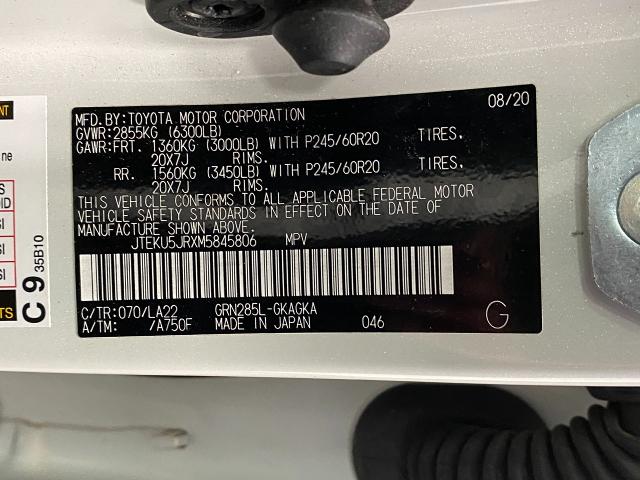 08/20
MFD.BY:TOYOTA MOTOR CORPORATION
GVWR:2855KG (6300LB)
GAWR:FRT. 1360KG (3000LB) WITH P245/60R20 TIRES.
20X7J RIMS.
RR. 1560KG (3450LB) WITH P245/60R20 TIRES.
20X7J RIMS.
THIS VEHICLE CONFORMS TO ALL APPLICABLE FEDERAL MOTOR
VEHICLE SAFETY STANDARDS IN EFFECT ON THE DATE OF
MANUFACTURE SHOWN ABOVE.
JTEKU5JRXM5845806 MPV
C/TR:070/LA22 GRN285L-GKAGKA
A/TM: /A750F MADE IN JAPAN 046 G
C 9 35B10